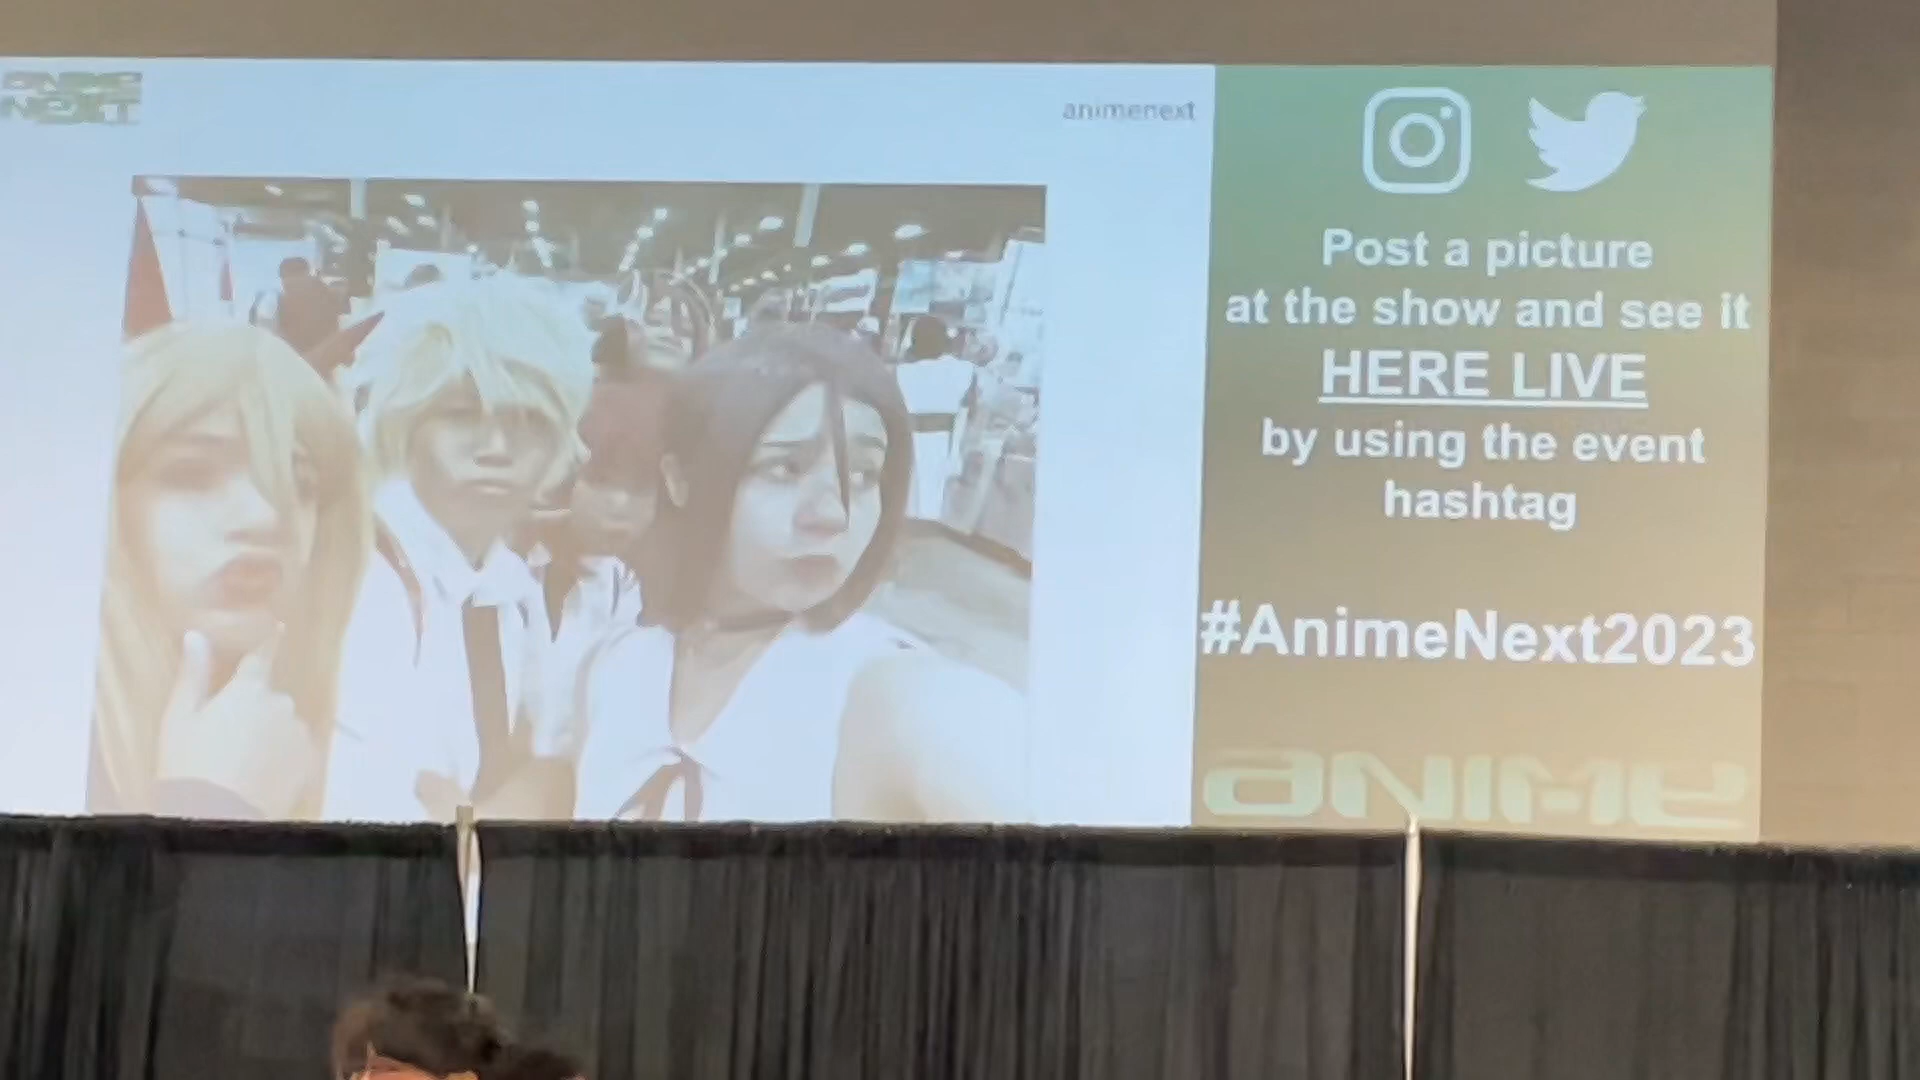 ANIME
NEXT
animenext
Post a picture
at the show and see it
HERE LIVE
by using the event
hashtag
#AnimeNext2023
ANIME